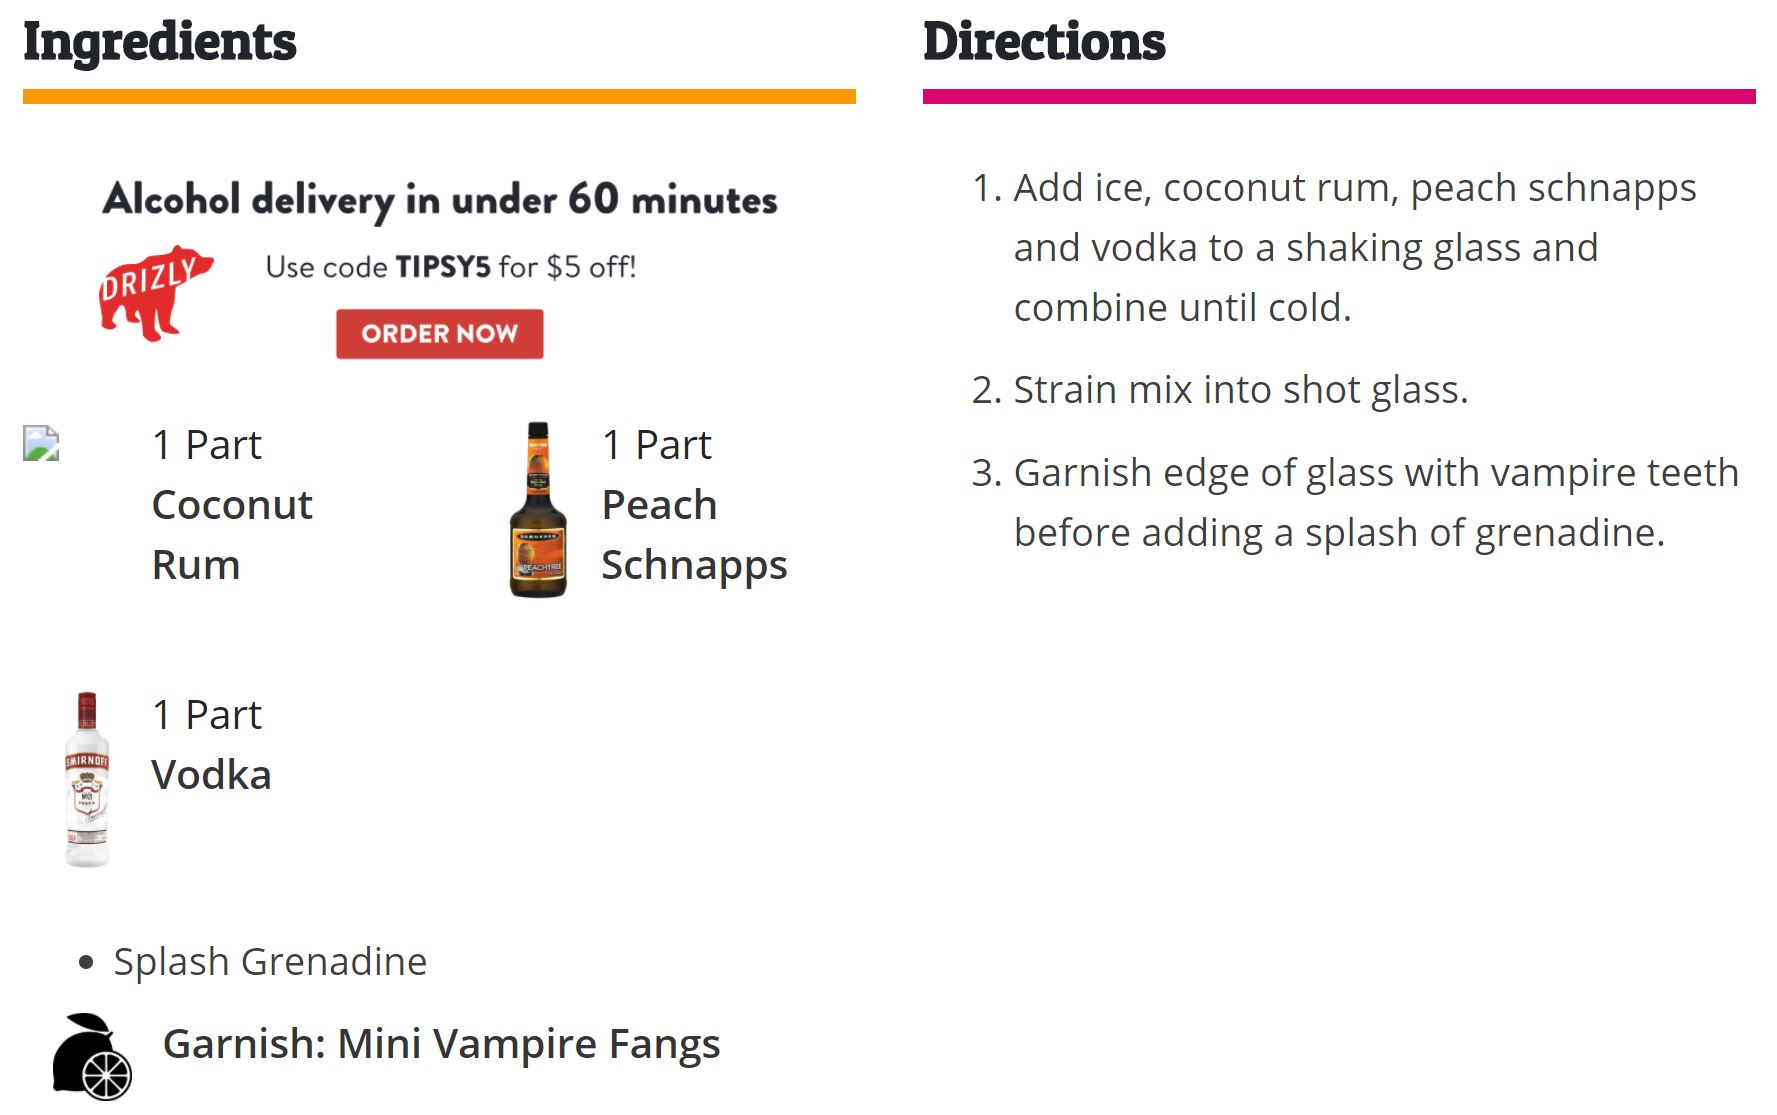 Ingredients
Alcohol delivery in under 60 minutes
DRIZLY
Use code TIPSY5 for $5 off!
ORDER NOW
1 Part
Coconut
Rum
1 Part
Peach
Schnapps
DEKUYPER
PEACHTREE
1 Part
Vodka
SMIRNOFF
Splash Grenadine
Garnish: Mini Vampire Fangs
Directions
1. Add ice, coconut rum, peach schnapps
and vodka to a shaking glass and
combine until cold.
2. Strain mix into shot glass.
3. Garnish edge of glass with vampire teeth
before adding a splash of grenadine.